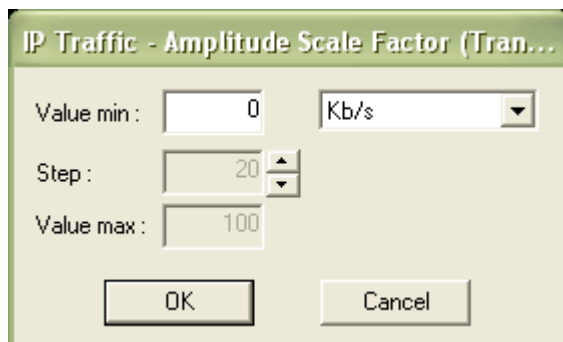 IP Traffic - Amplitude Scale Factor (Tran...
Value min : 0 Kb/s
Step : 20
Value max : 100
OK Cancel